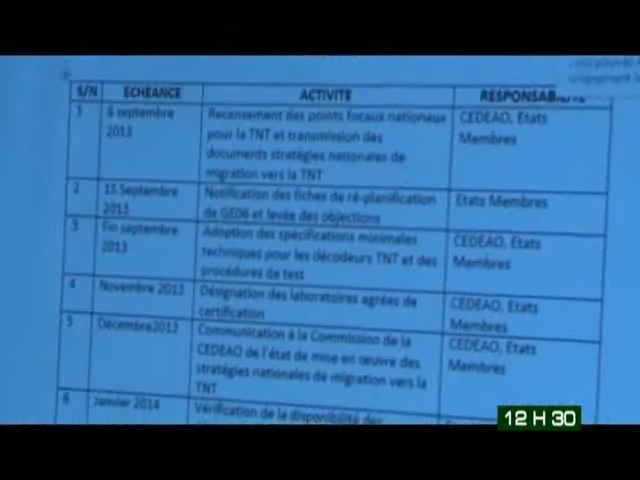 S/N ECHEANCE ACTIVITE RESPONSABILITE
1 6 septembre 2013
Recensement des points focaux nationaux
pour la TNT et transmission des
documents stratégies nationales de
migration vers la TNT
CEDEAO, Etats
Membres
2 15 Septembre
2013
Notification des fiches de ré-planification
de GE06 et levée des objections
Etats Membres
3 Fin septembre
2013
Adoption des spécifications minimales
techniques pour les décodeurs TNT et des
procédures de test
CEDEAO, Etats
Membres
4 Novembre 2013
Désignation des laboratoires agrées de
certification
CEDEAO, Etats
Membres
5 Décembre2013
Communication à la Commission de la
CEDEAO de l'état de mise en œuvre des
stratégies nationales de migration vers la
TNT
CEDEAO, Etats
Membres
6 Janvier 2014
Vérification de la disponibilité des
12 H 30